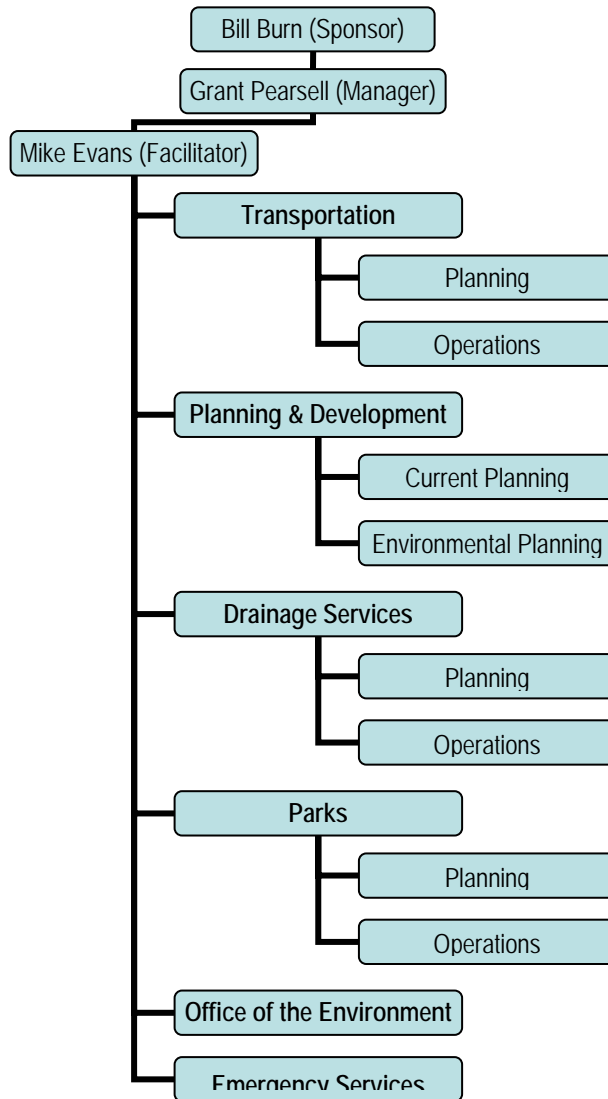 Bill Burn (Sponsor)
Grant Pearsell (Manager)
Mike Evans (Facilitator)
Transportation
Planning
Operations
Planning & Development
Current Planning
Environmental Planning
Drainage Services
Planning
Operations
Parks
Planning
Operations
Office of the Environment
Emergency Services